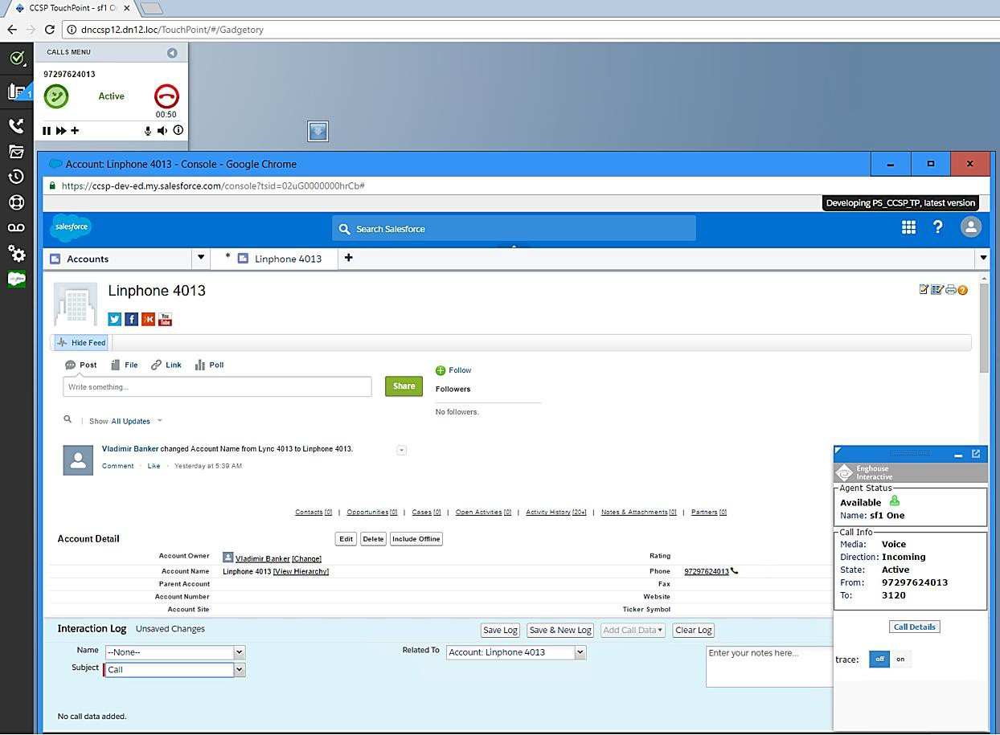 CCSP TouchPoint - sf1 O
dnccsp12.dn12.loc/TouchPoint/#/Gadgetory
CALLS MENU
97297624013
Active
00:50
1
Account: Linphone 4013 - Console - Google Chrome
https://ccsp-dev-ed.my.salesforce.com/console?tsid=02uG0000000hrCb#
Developing PS_CCSP_TP, latest version
salesforce
Search Salesforce
?
Accounts
* Linphone 4013
+
Linphone 4013
You Tube
Hide Feed
Post File Link Poll
Write something...
Share
Follow
Followers
No followers.
Show All Updates
Vladimir Banker changed Account Name from Lync 4013 to Linphone 4013.
Comment · Like · Yesterday at 5:39 AM
Contacts [0] | Opportunities [0] | Cases [0] | Open Activities [0] | Activity History [20+] | Notes & Attachments [0] | Partners [0]
Account Detail
Edit Delete Include Offline
Account Owner Vladimir Banker [Change] Rating
Account Name Linphone 4013 [View Hierarchy] Phone 97297624013
Parent Account Fax
Account Number Website
Account Site Ticker Symbol
Interaction Log Unsaved Changes
Save Log Save & New Log Add Call Data Clear Log
Name --None-- Related To Account: Linphone 4013 Enter your notes here...
Subject Call
No call data added.
Enghouse
Interactive
Agent Status
Available
Name: sf1 One
Call Info
Media: Voice
Direction: Incoming
State: Active
From: 97297624013
To: 3120
Call Details
trace: off on